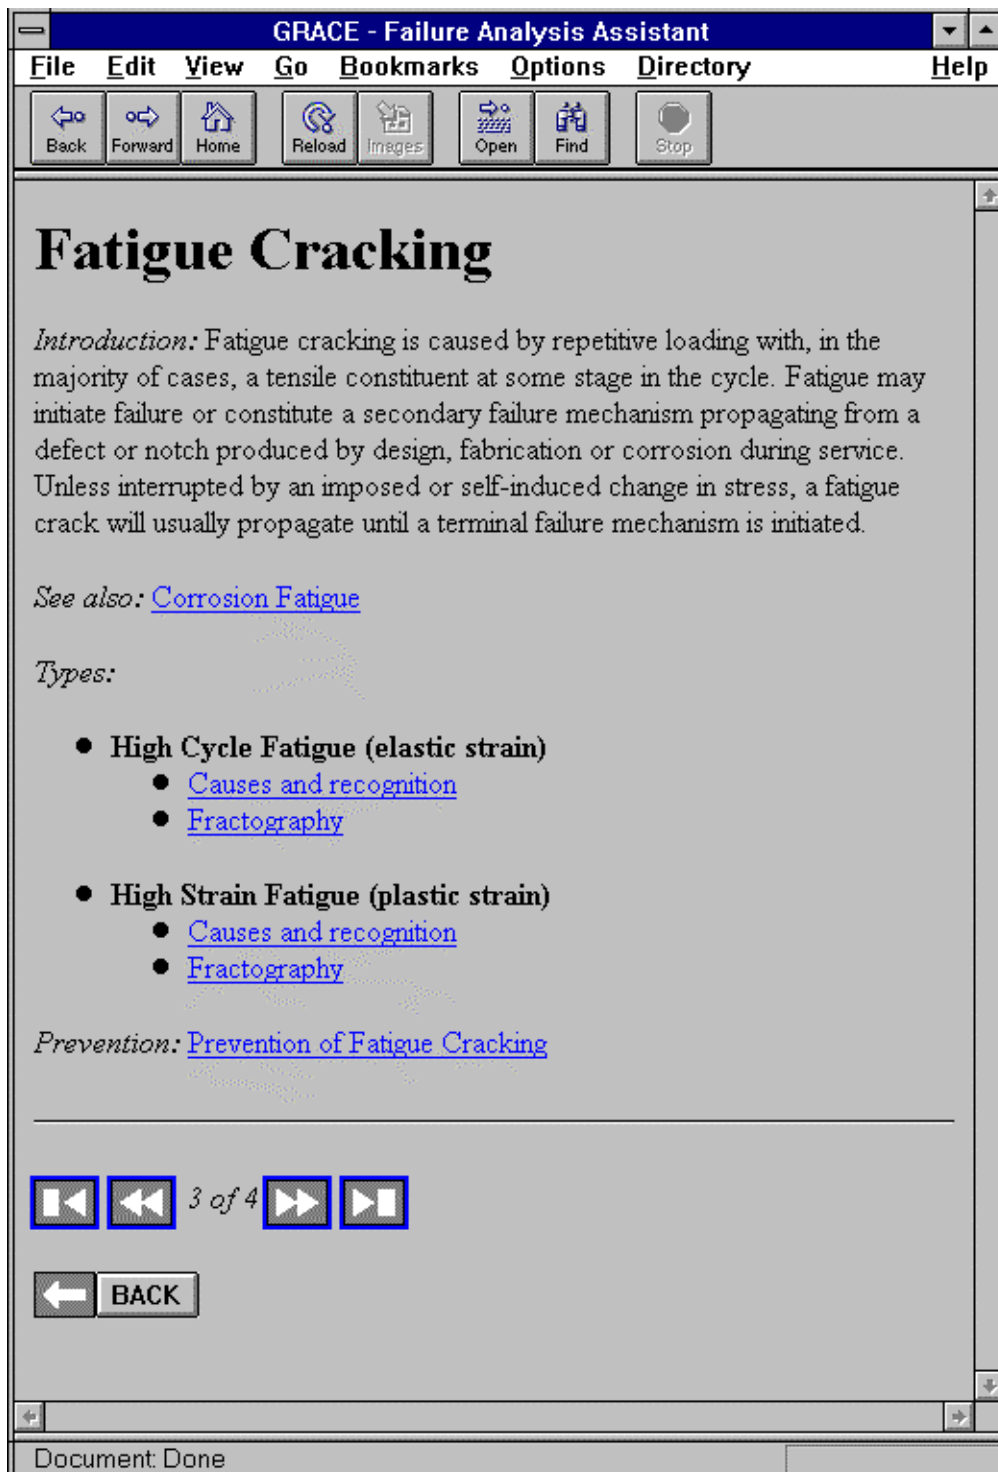 GRACE - Failure Analysis Assistant
File Edit View Go Bookmarks Options Directory Help
Back Forward Home Reload Images Open Find Stop
Fatigue Cracking
Introduction: Fatigue cracking is caused by repetitive loading with, in the
majority of cases, a tensile constituent at some stage in the cycle. Fatigue may
initiate failure or constitute a secondary failure mechanism propagating from a
defect or notch produced by design, fabrication or corrosion during service.
Unless interrupted by an imposed or self-induced change in stress, a fatigue
crack will usually propagate until a terminal failure mechanism is initiated.
See also: Corrosion Fatigue
Types:
High Cycle Fatigue (elastic strain)
Causes and recognition
Fractography
High Strain Fatigue (plastic strain)
Causes and recognition
Fractography
Prevention: Prevention of Fatigue Cracking
3 of 4
BACK
Document: Done